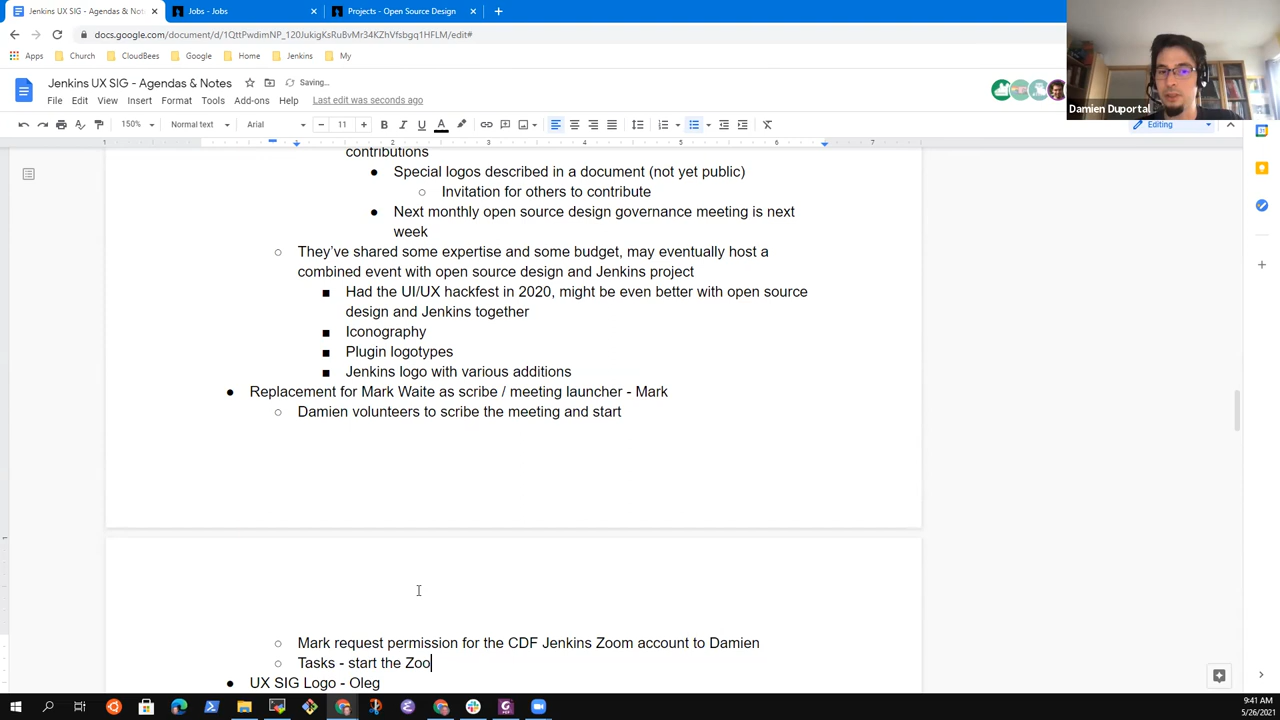 Jenkins UX SIG - Agendas & Not
Jobs - Jobs
Projects - Open Source Design
docs.google.com/document/d/1QttPwdimNP_120JukigKsRuBvMr34KZhVfsbgq1HFLM/edit#
Apps
Church
CloudBees
Google
Home
Jenkins
My
Jenkins UX SIG - Agendas & Notes
Saving...
File Edit View Insert Format Tools Add-ons Help Last edit was seconds ago
150% Normal text Arial 11
Editing
Damien Duportal
1 2 3 4 5 6 7
contributions
● Special logos described in a document (not yet public)
○ Invitation for others to contribute
● Next monthly open source design governance meeting is next
week
○ They've shared some expertise and some budget, may eventually host a
combined event with open source design and Jenkins project
■ Had the UI/UX hackfest in 2020, might be even better with open source
design and Jenkins together
■ Iconography
■ Plugin logotypes
■ Jenkins logo with various additions
● Replacement for Mark Waite as scribe / meeting launcher - Mark
○ Damien volunteers to scribe the meeting and start
○ Mark request permission for the CDF Jenkins Zoom account to Damien
○ Tasks - start the Zoo
● UX SIG Logo - Oleg
9:41 AM
5/26/2021